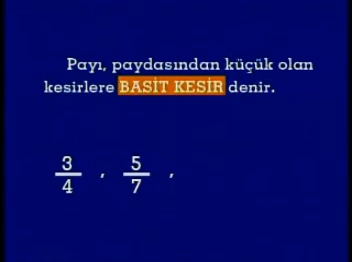 Payı, paydasından küçük olan
kesirlere BASİT KESİR denir.
3/4 , 5/7 ,